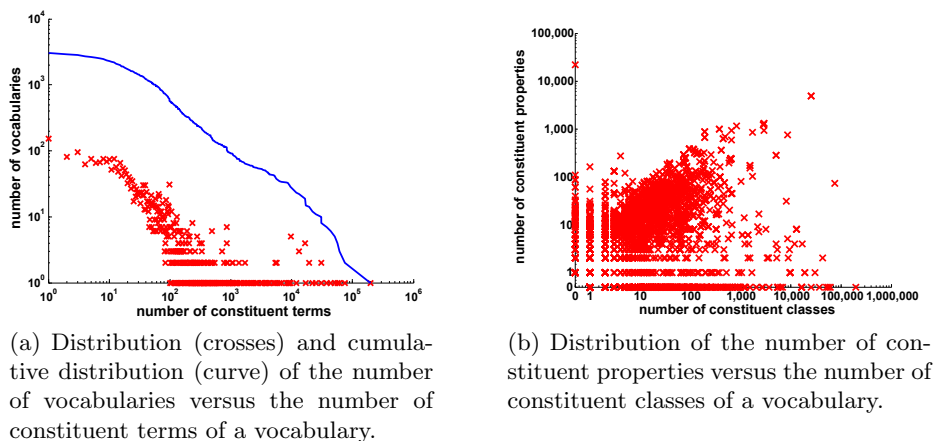 10^4
10^3
10^2
10^1
10^0
number of vocabularies
10^0 10^1 10^2 10^3 10^4 10^5 10^6
number of constituent terms
(a) Distribution (crosses) and cumula-
tive distribution (curve) of the number
of vocabularies versus the number of
constituent terms of a vocabulary.
100,000
10,000
1,000
100
10
1
0
number of constituent properties
0 1 10 100 1,000 10,000 100,000 1,000,000
number of constituent classes
(b) Distribution of the number of con-
stituent properties versus the number of
constituent classes of a vocabulary.